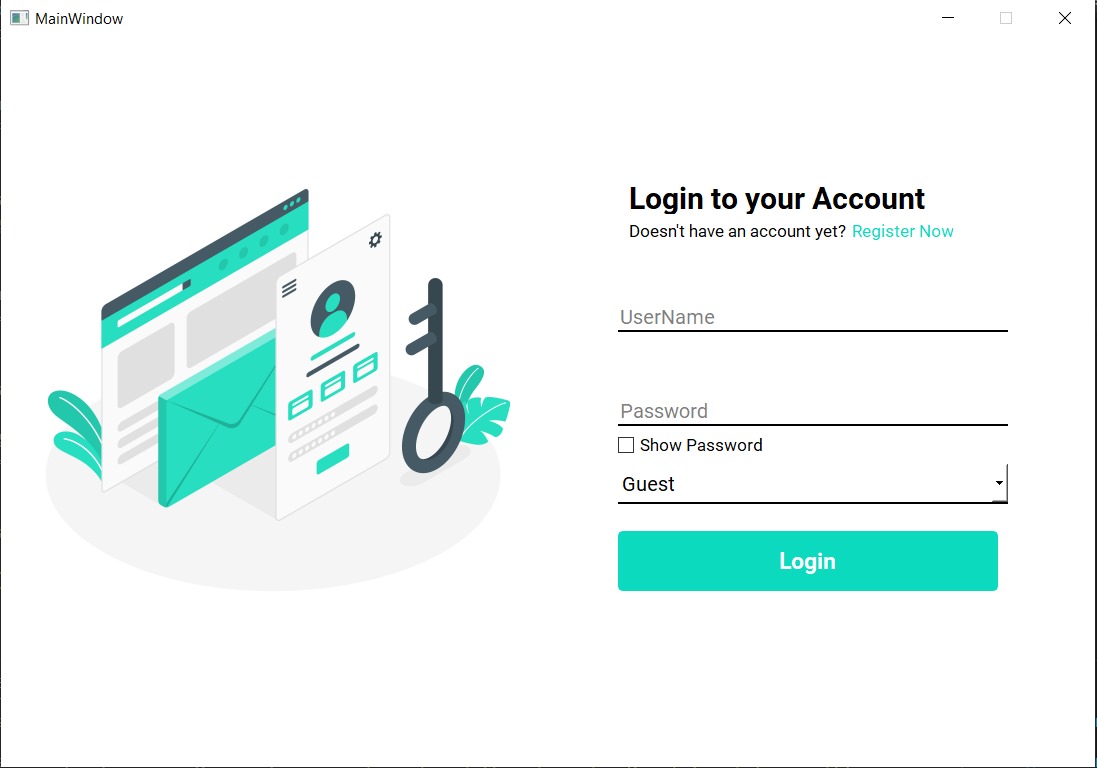 MainWindow
Login to your Account
Doesn't have an account yet? Register Now
UserName
Password
Show Password
Guest
Login